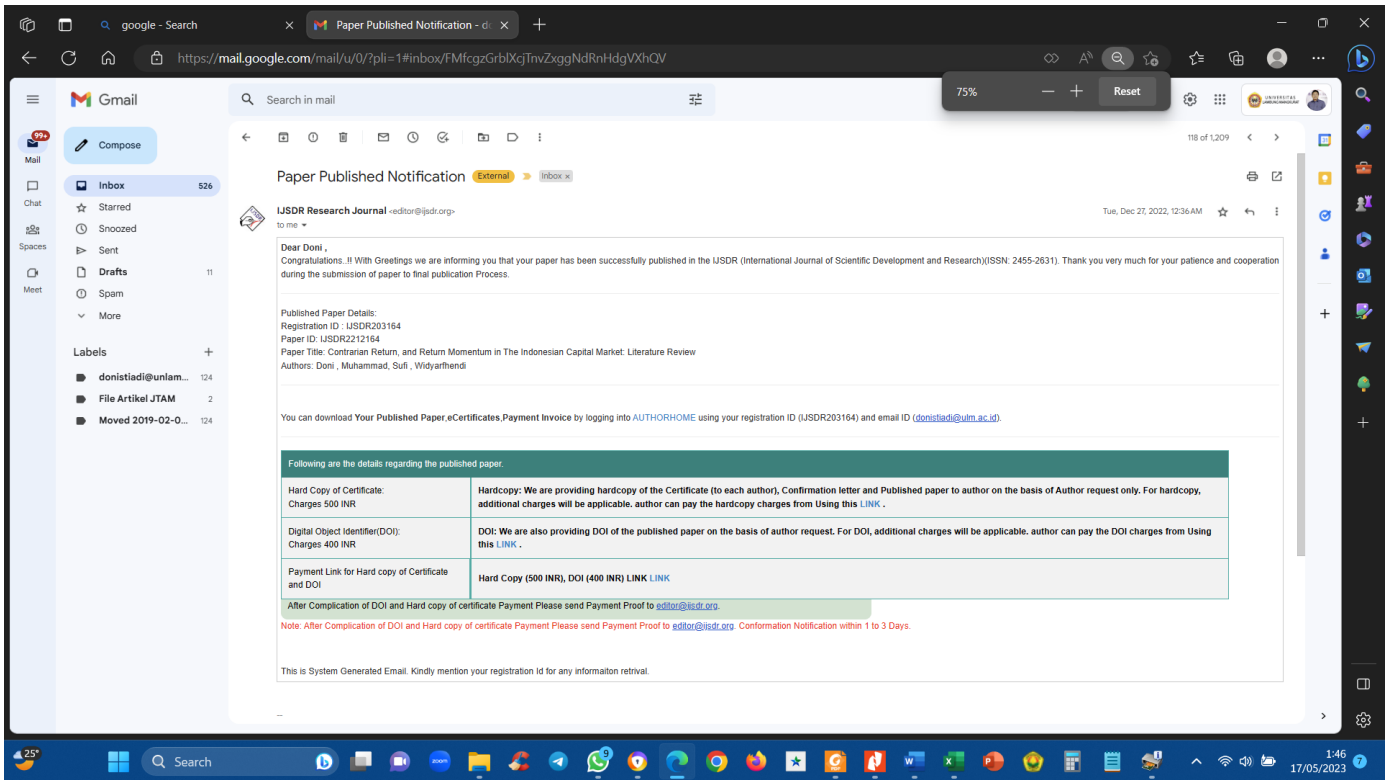 google - Search
Paper Published Notification - do
https://mail.google.com/mail/u/0/?pli=1#inbox/FMfcgzGrblXcjTnvZxggNdRnHdgVXhQV
75%
Reset
Gmail
Search in mail
99+
Mail
Chat
Spaces
Meet
Compose
Inbox 526
Starred
Snoozed
Sent
Drafts 11
Spam
More
Labels
donistiadi@unlam... 124
File Artikel JTAM 2
Moved 2019-02-0... 124
118 of 1,209
Paper Published Notification External Inbox x
IJSDR Research Journal <editor@ijsdr.org>
Tue, Dec 27, 2022, 12:36 AM
to me
Dear Doni ,
Congratulations..!! With Greetings we are informing you that your paper has been successfully published in the IJSDR (International Journal of Scientific Development and Research)(ISSN: 2455-2631). Thank you very much for your patience and cooperation
during the submission of paper to final publication Process.
Published Paper Details:
Registration ID : IJSDR203164
Paper ID: IJSDR2212164
Paper Title: Contrarian Return, and Return Momentum in The Indonesian Capital Market: Literature Review
Authors: Doni , Muhammad, Sufi , Widyarfhendi
You can download Your Published Paper,eCertificates,Payment Invoice by logging into AUTHORHOME using your registration ID (IJSDR203164) and email ID (donistiadi@ulm.ac.id).
Following are the details regarding the published paper.
Hard Copy of Certificate:
Charges 500 INR
Hardcopy: We are providing hardcopy of the Certificate (to each author), Confirmation letter and Published paper to author on the basis of Author request only. For hardcopy,
additional charges will be applicable. author can pay the hardcopy charges from Using this LINK .
Digital Object Identifier(DOI):
Charges 400 INR
DOI: We are also providing DOI of the published paper on the basis of author request. For DOI, additional charges will be applicable. author can pay the DOI charges from Using
this LINK .
Payment Link for Hard copy of Certificate
and DOI
Hard Copy (500 INR), DOI (400 INR) LINK LINK
After Complication of DOI and Hard copy of certificate Payment Please send Payment Proof to editor@ijsdr.org.
Note: After Complication of DOI and Hard copy of certificate Payment Please send Payment Proof to editor@ijsdr.org. Conformation Notification within 1 to 3 Days.
This is System Generated Email. Kindly mention your registration Id for any informaiton retrival.
25°
Search
zoom
9
1:46
17/05/2023
7